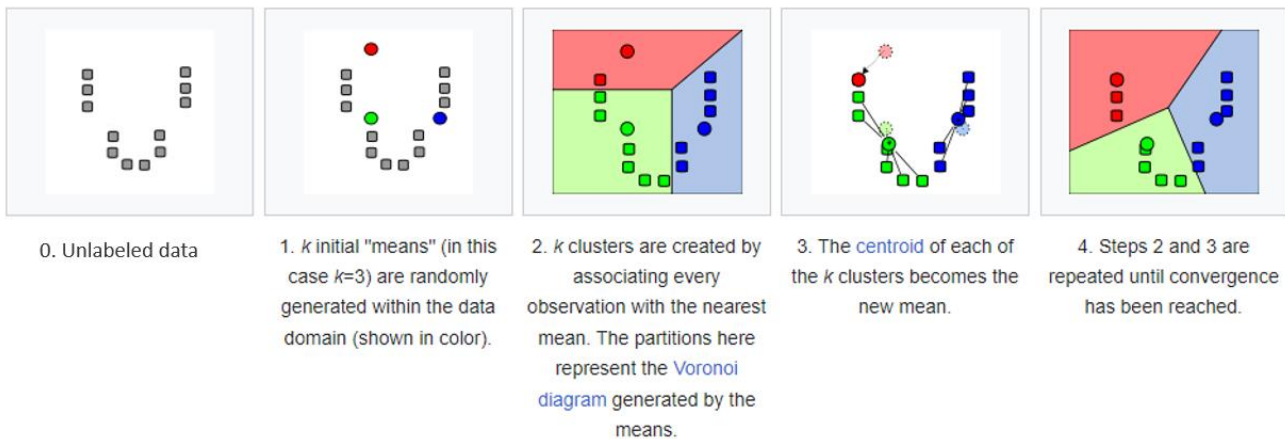 0. Unlabeled data
1. k initial "means" (in this
case k=3) are randomly
generated within the data
domain (shown in color).
2. k clusters are created by
associating every
observation with the nearest
mean. The partitions here
represent the Voronoi
diagram generated by the
means.
3. The centroid of each of
the k clusters becomes the
new mean.
4. Steps 2 and 3 are
repeated until convergence
has been reached.